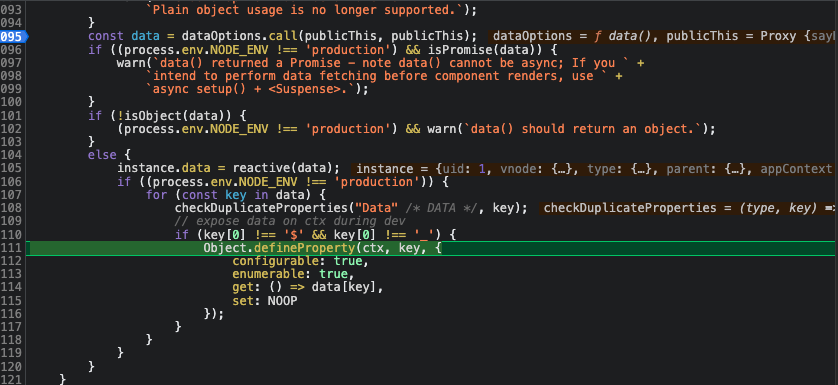 093 `Plain object usage is no longer supported.`);
094 }
095 const data = dataOptions.call(publicThis, publicThis); dataOptions = ƒ data(), publicThis = Proxy {
096 if ((process.env.NODE_ENV !== 'production') && isPromise(data)) {
097 warn(`data() returned a Promise - note data() cannot be async; If you ` +
098 `intend to perform data fetching before component renders, use ` +
099 `async setup() + <Suspense>.`);
100 }
101 if (!isObject(data)) {
102 (process.env.NODE_ENV !== 'production') && warn(`data() should return an object.`);
103 }
104 else {
105 instance.data = reactive(data); instance = {uid: 1, vnode: {…}, type: {…}, parent: {…}, appContext
106 if ((process.env.NODE_ENV !== 'production')) {
107 for (const key in data) {
108 checkDuplicateProperties("Data" /* DATA */, key); checkDuplicateProperties = (type, key) =
109 // expose data on ctx during dev
110 if (key[0] !== '$' && key[0] !== '_') {
111 Object.defineProperty(ctx, key, {
112 configurable: true,
113 enumerable: true,
114 get: () => data[key],
115 set: NOOP
116 });
117 }
118 }
119 }
120 }
121 }